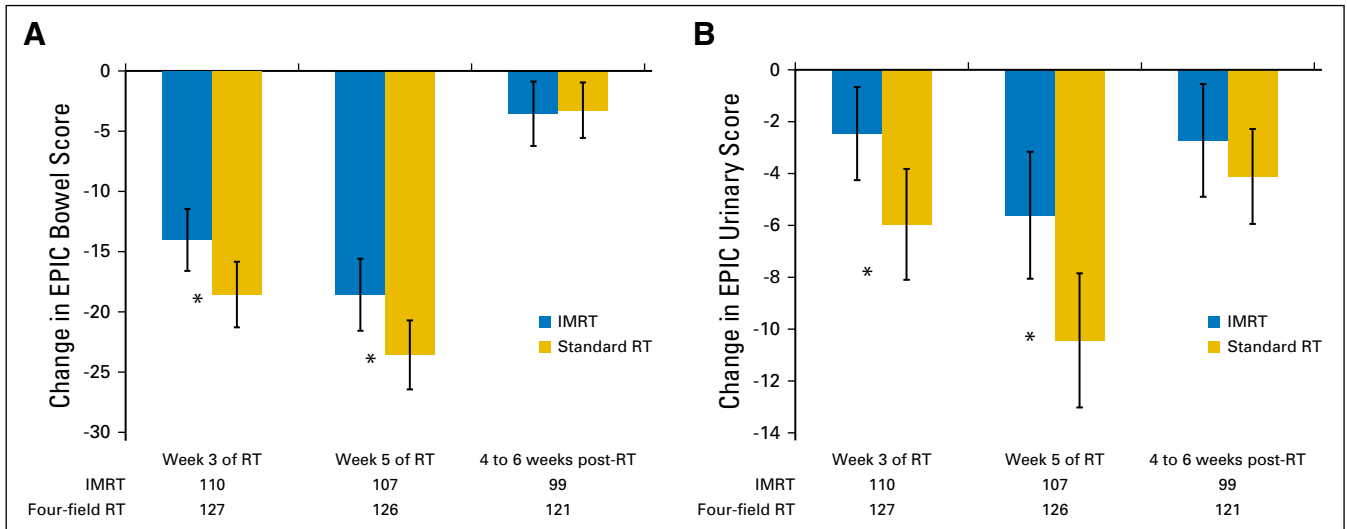 A
Change in EPIC Bowel Score
0
-5
-10
-15
-20
-25
-30
*
*
IMRT
Standard RT
Week 3 of RT Week 5 of RT 4 to 6 weeks post-RT
IMRT 110 107 99
Four-field RT 127 126 121
B
Change in EPIC Urinary Score
0
-2
-4
-6
-8
-10
-12
-14
*
*
IMRT
Standard RT
Week 3 of RT Week 5 of RT 4 to 6 weeks post-RT
IMRT 110 107 99
Four-field RT 127 126 121